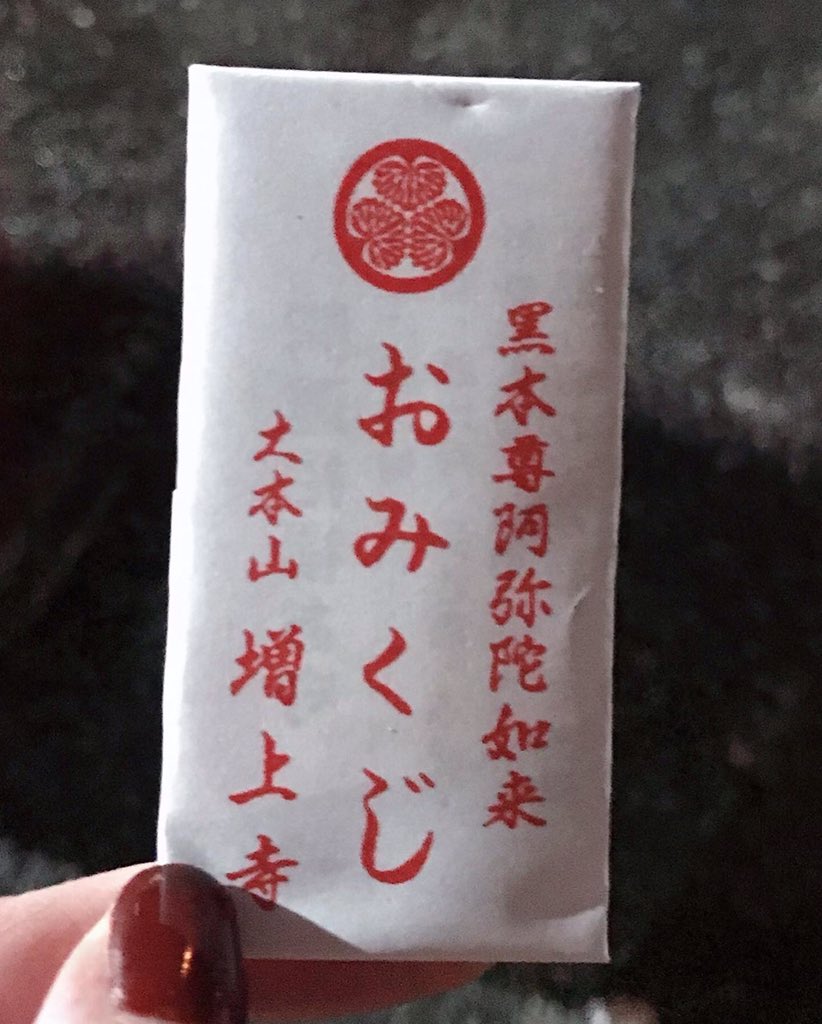 黒本尊阿弥陀如来
おみくじ
大本山 増上寺